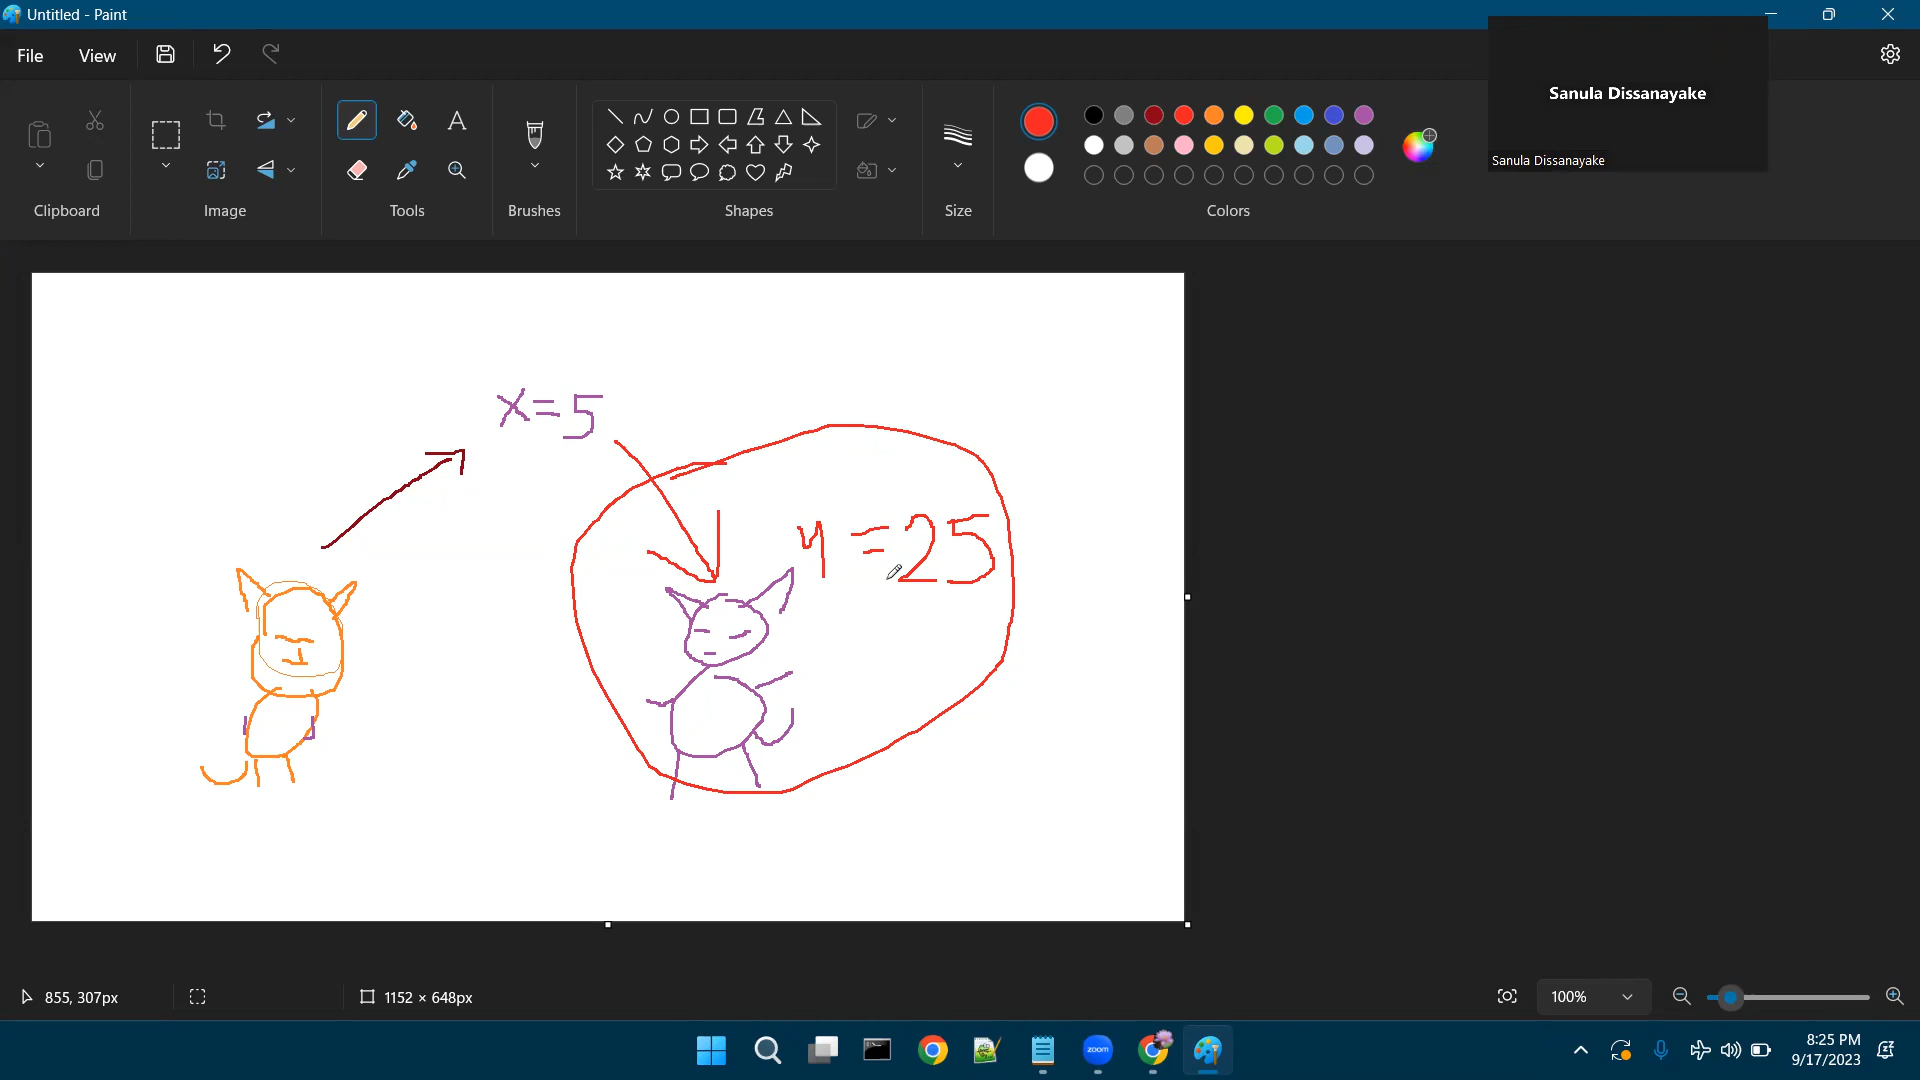 Untitled - Paint
File
View
Sanula Dissanayake
Sanula Dissanayake
Clipboard
Image
Tools
Brushes
Shapes
Size
Colors
x=5
y=25
855, 307px
1152 × 648px
100%
zoom
8:25 PM
9/17/2023